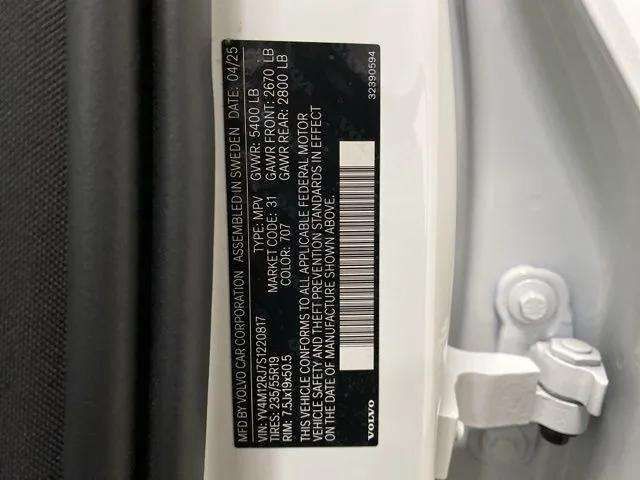 MFD BY VOLVO CAR CORPORATION ASSEMBLED IN SWEDEN DATE: 04/25
VIN: YV4M12RJ7S1220817 TYPE: MPV GVWR: 5400 LB
TIRES: 235/55R19 MARKET CODE: 31 GAWR FRONT: 2670 LB
RIM: 7.5Jx19x50.5 COLOR: 707 GAWR REAR: 2800 LB
THIS VEHICLE CONFORMS TO ALL APPLICABLE FEDERAL MOTOR
VEHICLE SAFETY AND THEFT PREVENTION STANDARDS IN EFFECT
ON THE DATE OF MANUFACTURE SHOWN ABOVE.
VOLVO 32390594